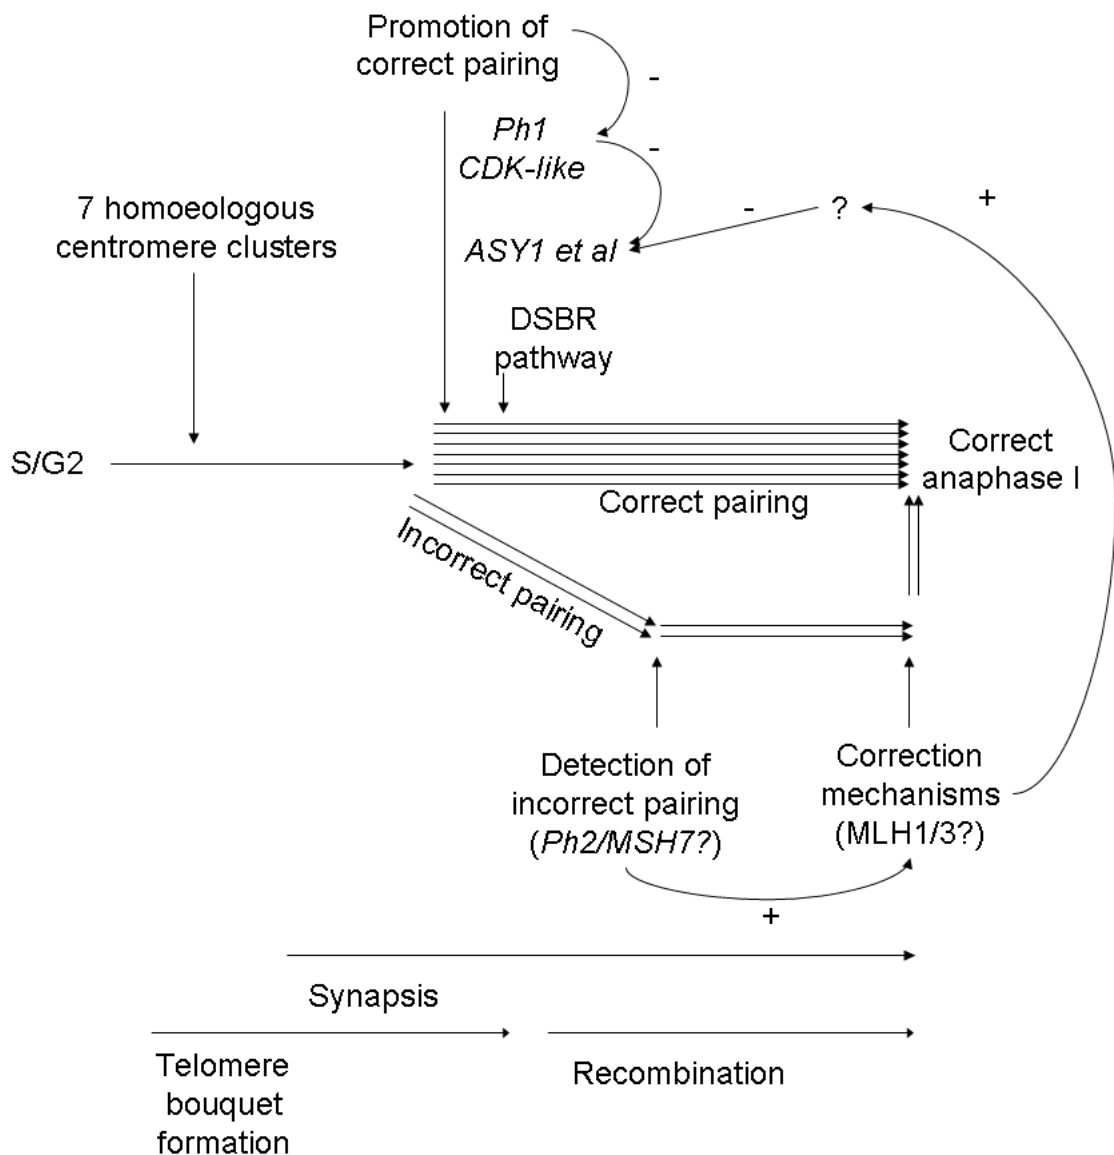 Promotion of
correct pairing
-
Ph1
CDK-like
-
7 homoeologous
centromere clusters
-
?
+
ASY1 et al
DSBR
pathway
S/G2
Correct
anaphase I
Correct pairing
Incorrect pairing
Detection of
incorrect pairing
(Ph2/MSH7?)
Correction
mechanisms
(MLH1/3?)
+
Synapsis
Telomere
bouquet
formation
Recombination